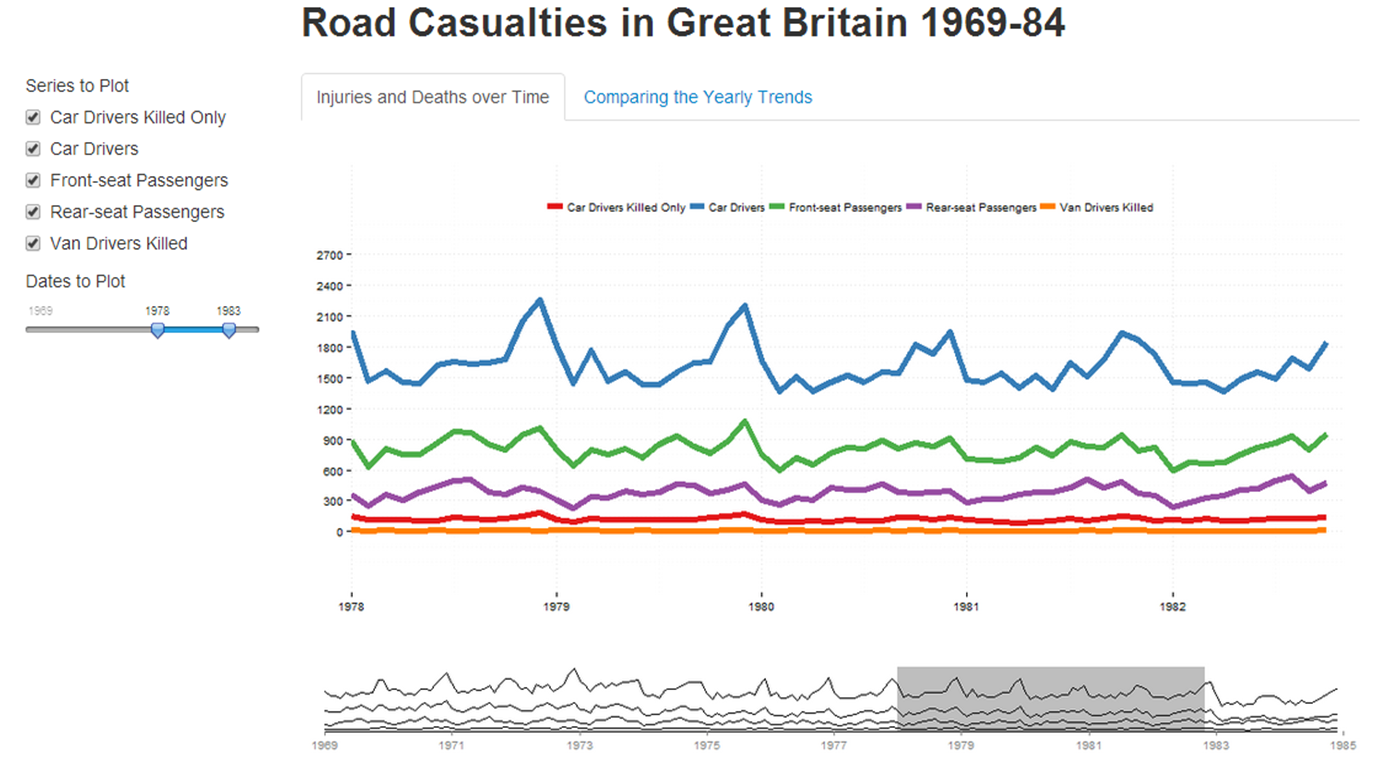 Road Casualties in Great Britain 1969-84
Series to Plot
Car Drivers Killed Only
Car Drivers
Front-seat Passengers
Rear-seat Passengers
Van Drivers Killed
Dates to Plot
1969 1978 1983
Injuries and Deaths over Time Comparing the Yearly Trends
Car Drivers Killed Only Car Drivers Front-seat Passengers Rear-seat Passengers Van Drivers Killed
2700
2400
2100
1800
1500
1200
900
600
300
0
1978 1979 1980 1981 1982
1969 1971 1973 1975 1977 1979 1981 1983 1985